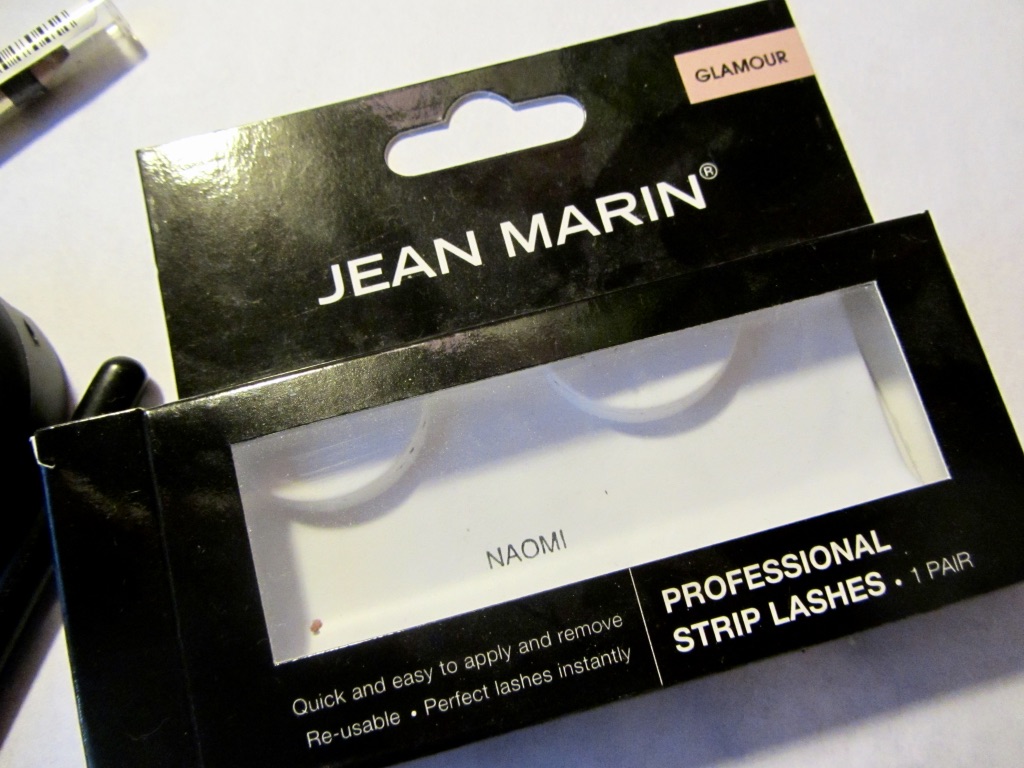 GLAMOUR
JEAN MARIN®
NAOMI
Quick and easy to apply and remove
Re-usable • Perfect lashes instantly
PROFESSIONAL
STRIP LASHES • 1 PAIR